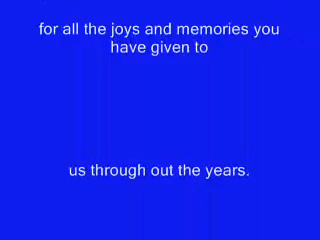 for all the joys and memories you
have given to
us through out the years.